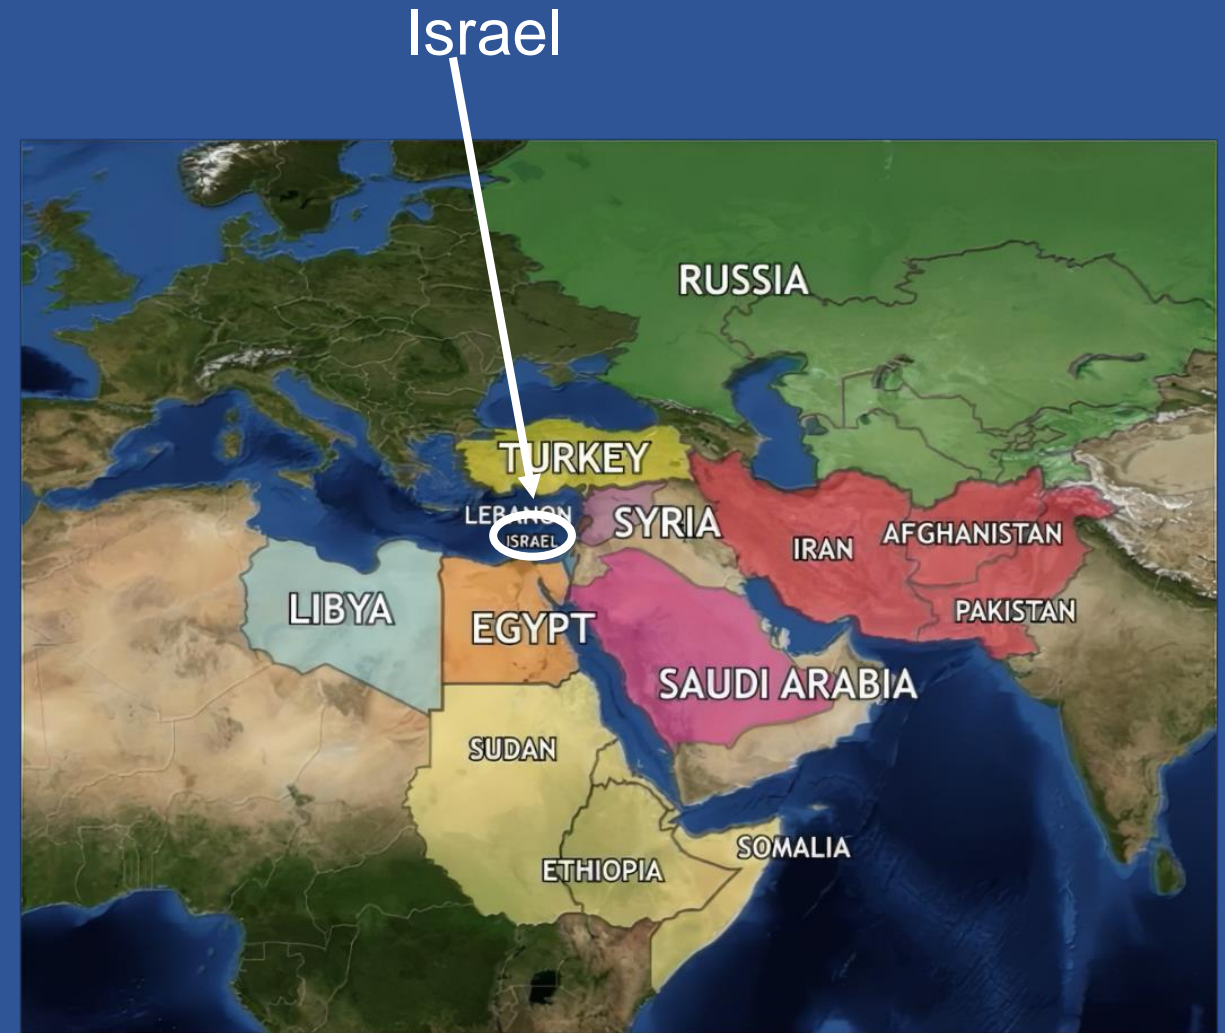 Israel
RUSSIA
TURKEY
LEBANON
ISRAEL
SYRIA
IRAN
AFGHANISTAN
PAKISTAN
LIBYA
EGYPT
SAUDI ARABIA
SUDAN
ETHIOPIA
SOMALIA